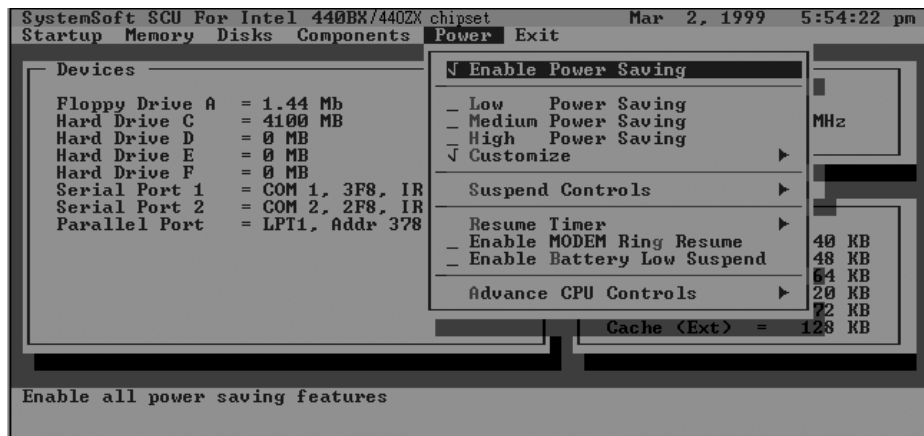 SystemSoft SCU For Intel 440BX/440ZX chipset Mar 2, 1999 5:54:22 pm
Startup Memory Disks Components Power Exit
Devices
Floppy Drive A = 1.44 Mb
Hard Drive C = 4100 MB
Hard Drive D = 0 MB
Hard Drive E = 0 MB
Hard Drive F = 0 MB
Serial Port 1 = COM 1, 3F8, IR
Serial Port 2 = COM 2, 2F8, IR
Parallel Port = LPT1, Addr 378
√ Enable Power Saving
_ Low Power Saving
_ Medium Power Saving
_ High Power Saving
√ Customize ►
Suspend Controls ►
Resume Timer ►
_ Enable MODEM Ring Resume
_ Enable Battery Low Suspend
Advance CPU Controls ►
MHz
40 KB
48 KB
64 KB
20 KB
72 KB
Cache (Ext) = 128 KB
Enable all power saving features